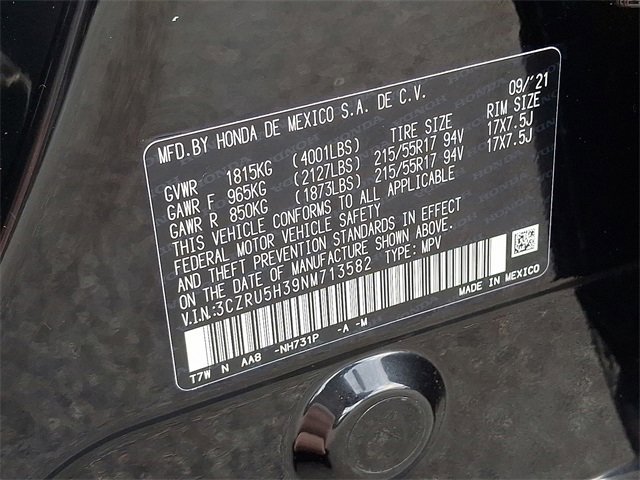 MFD. BY HONDA DE MEXICO S.A. DE C.V. 09/'21
TIRE SIZE RIM SIZE
GVWR 1815KG (4001LBS)
GAWR F 965KG (2127LBS) 215/55R17 94V 17X7.5J
GAWR R 850KG (1873LBS) 215/55R17 94V 17X7.5J
THIS VEHICLE CONFORMS TO ALL APPLICABLE
FEDERAL MOTOR VEHICLE SAFETY
AND THEFT PREVENTION STANDARDS IN EFFECT
ON THE DATE OF MANUFACTURE SHOWN ABOVE.
V.I.N.:3CZRU5H39NM713582 TYPE: MPV
T7W N AA8 -NH731P -A -M MADE IN MEXICO